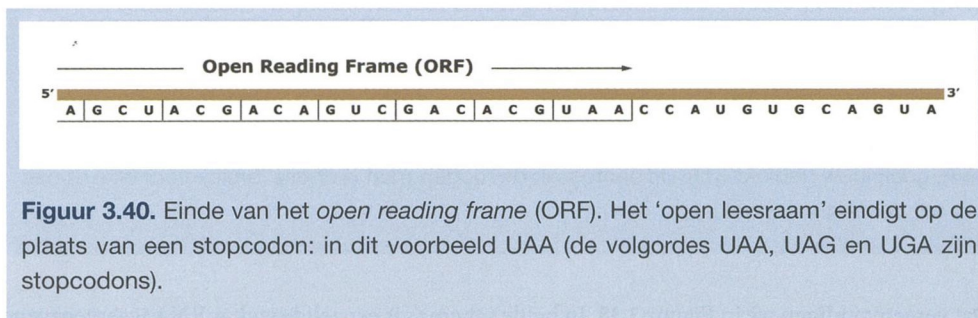 Open Reading Frame (ORF)
5′ 3′
A G C U A C G A C A G U C G A C A C G U A A C C A U G U G C A G U A
Figuur 3.40. Einde van het open reading frame (ORF). Het ‘open leesraam’ eindigt op de
plaats van een stopcodon: in dit voorbeeld UAA (de volgordes UAA, UAG en UGA zijn
stopcodons).